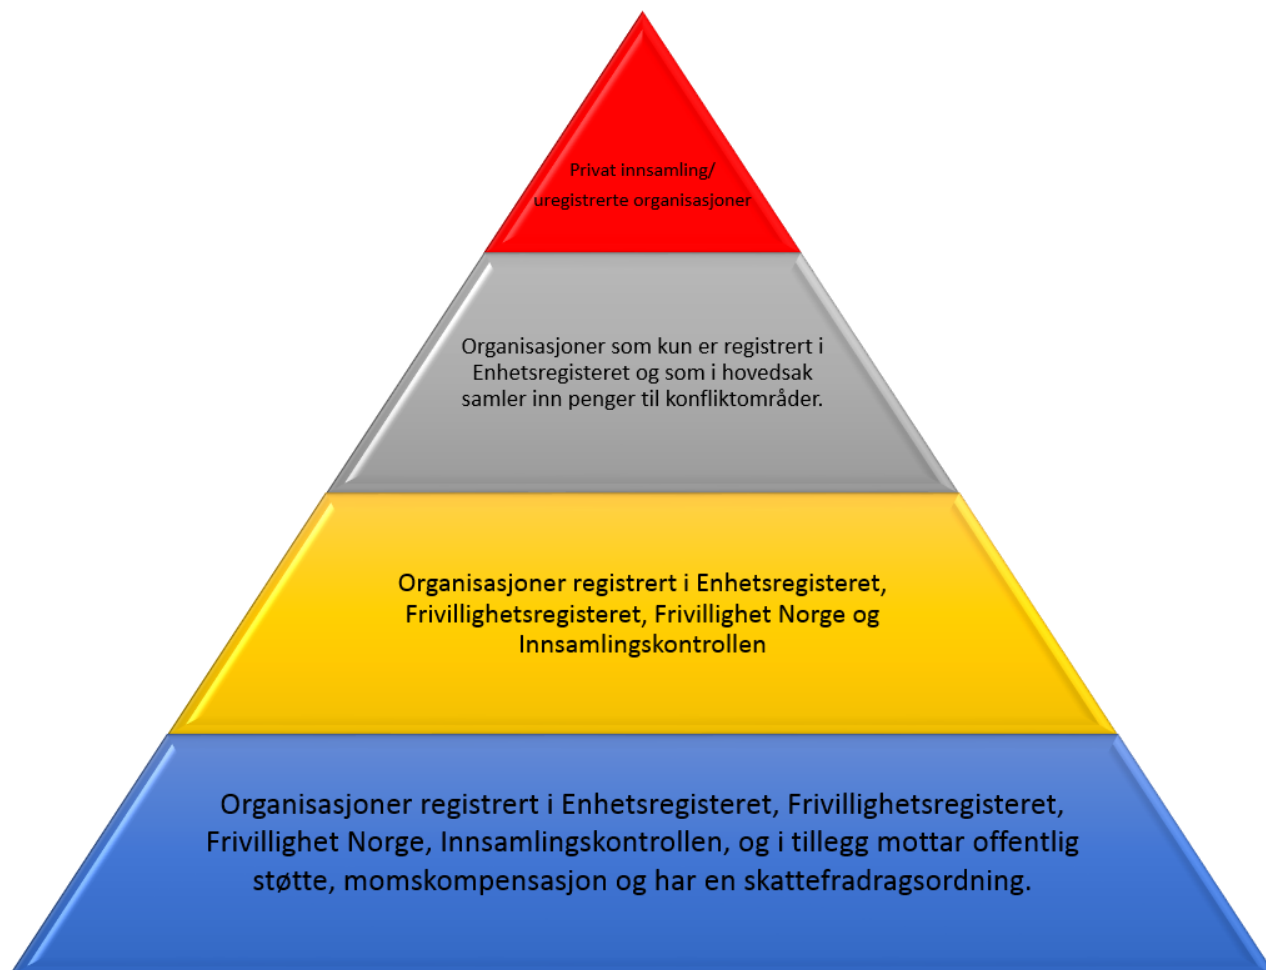 Privat innsamling/
uregistrerte organisasjoner
Organisasjoner som kun er registrert i
Enhetsregisteret og som i hovedsak
samler inn penger til konfliktområder.
Organisasjoner registrert i Enhetsregisteret,
Frivillighetsregisteret, Frivillighet Norge og
Innsamlingskontrollen
Organisasjoner registrert i Enhetsregisteret, Frivillighetsregisteret,
Frivillighet Norge, Innsamlingskontrollen, og i tillegg mottar offentlig
støtte, momskompensasjon og har en skattefradragsordning.